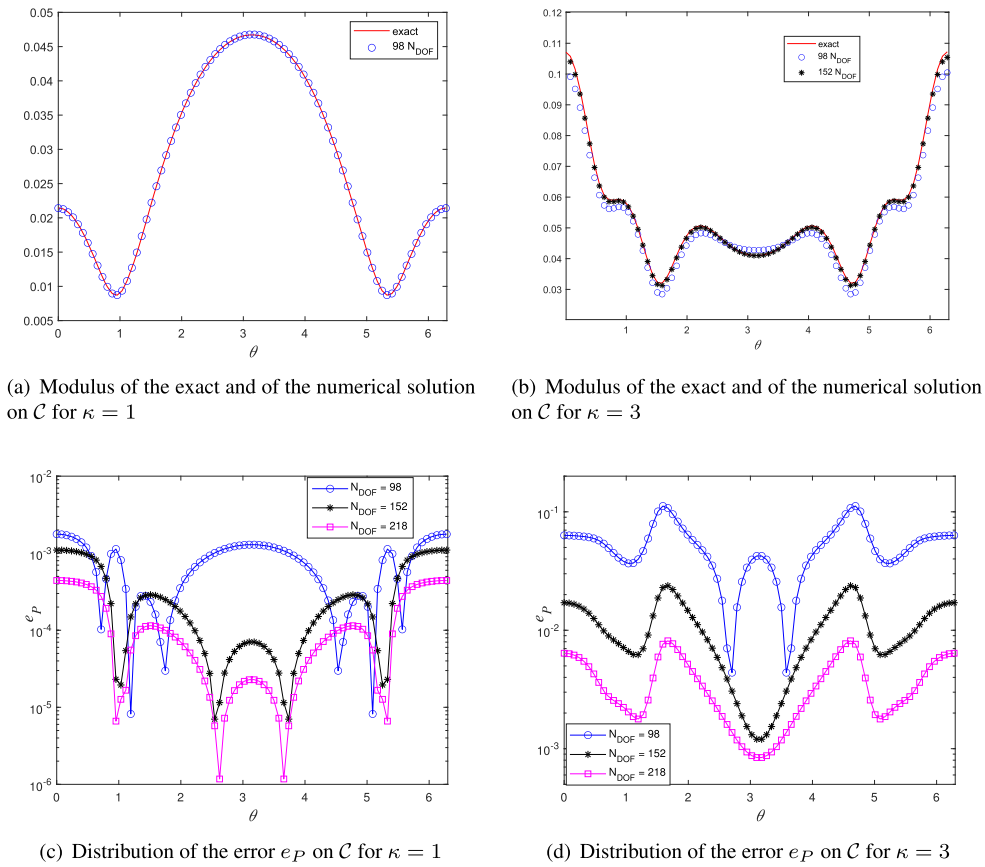 0.05
0.045
0.04
0.035
0.03
0.025
0.02
0.015
0.01
0.005
0 1 2 3 4 5 6
θ
exact
98 N_DOF
0.12
0.11
0.1
0.09
0.08
0.07
0.06
0.05
0.04
0.03
1 2 3 4 5 6
θ
exact
98 N_DOF
152 N_DOF
(a) Modulus of the exact and of the numerical solution
on 𝒞 for κ = 1
(b) Modulus of the exact and of the numerical solution
on 𝒞 for κ = 3
10^-2
10^-3
10^-4
10^-5
10^-6
e_P
0 1 2 3 4 5 6
θ
N_DOF = 98
N_DOF = 152
N_DOF = 218
10^-1
10^-2
10^-3
e_P
0 1 2 3 4 5 6
θ
N_DOF = 98
N_DOF = 152
N_DOF = 218
(c) Distribution of the error e_P on 𝒞 for κ = 1
(d) Distribution of the error e_P on 𝒞 for κ = 3